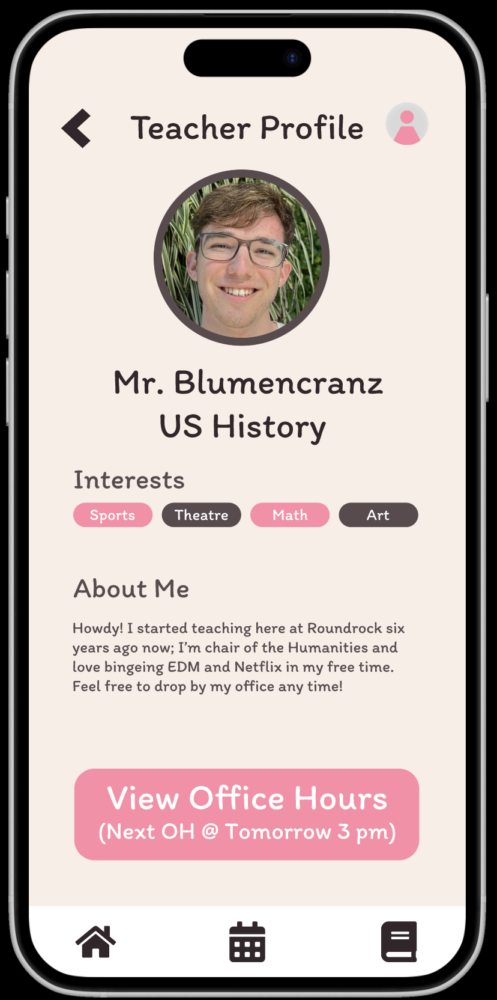 Teacher Profile
Mr. Blumencranz
US History
Interests
Sports Theatre Math Art
About Me
Howdy! I started teaching here at Roundrock six
years ago now; I'm chair of the Humanities and
love bingeing EDM and Netflix in my free time.
Feel free to drop by my office any time!
View Office Hours
(Next OH @ Tomorrow 3 pm)